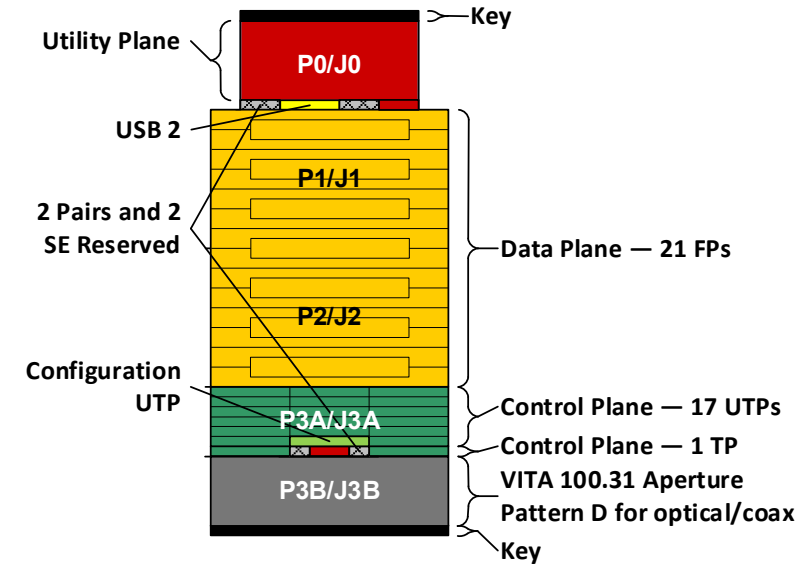 Key
Utility Plane
P0/J0
USB 2
P1/J1
2 Pairs and 2
SE Reserved
Data Plane — 21 FPs
P2/J2
Configuration
UTP
P3A/J3A
Control Plane — 17 UTPs
Control Plane — 1 TP
P3B/J3B
VITA 100.31 Aperture
Pattern D for optical/coax
Key